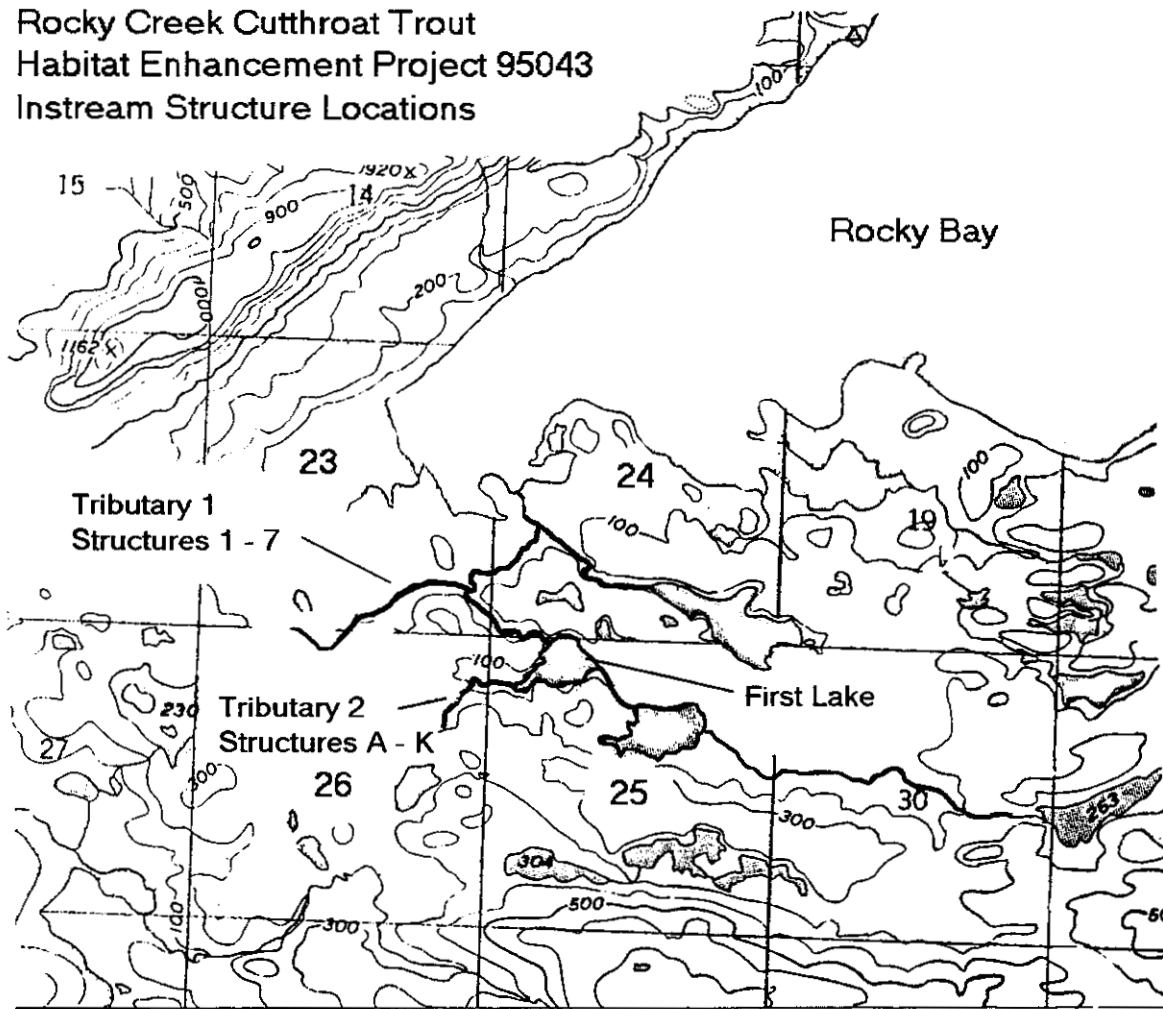 Rocky Creek Cutthroat Trout
Habitat Enhancement Project 95043
Instream Structure Locations
100
15
500
1920 X
14
900
Rocky Bay
200
1000
1162 X
23
24
100
100
19
Tributary 1
Structures 1 - 7
100
First Lake
230
Tributary 2
Structures A - K
27
300
26
25
30
263
300
304
500
100
300